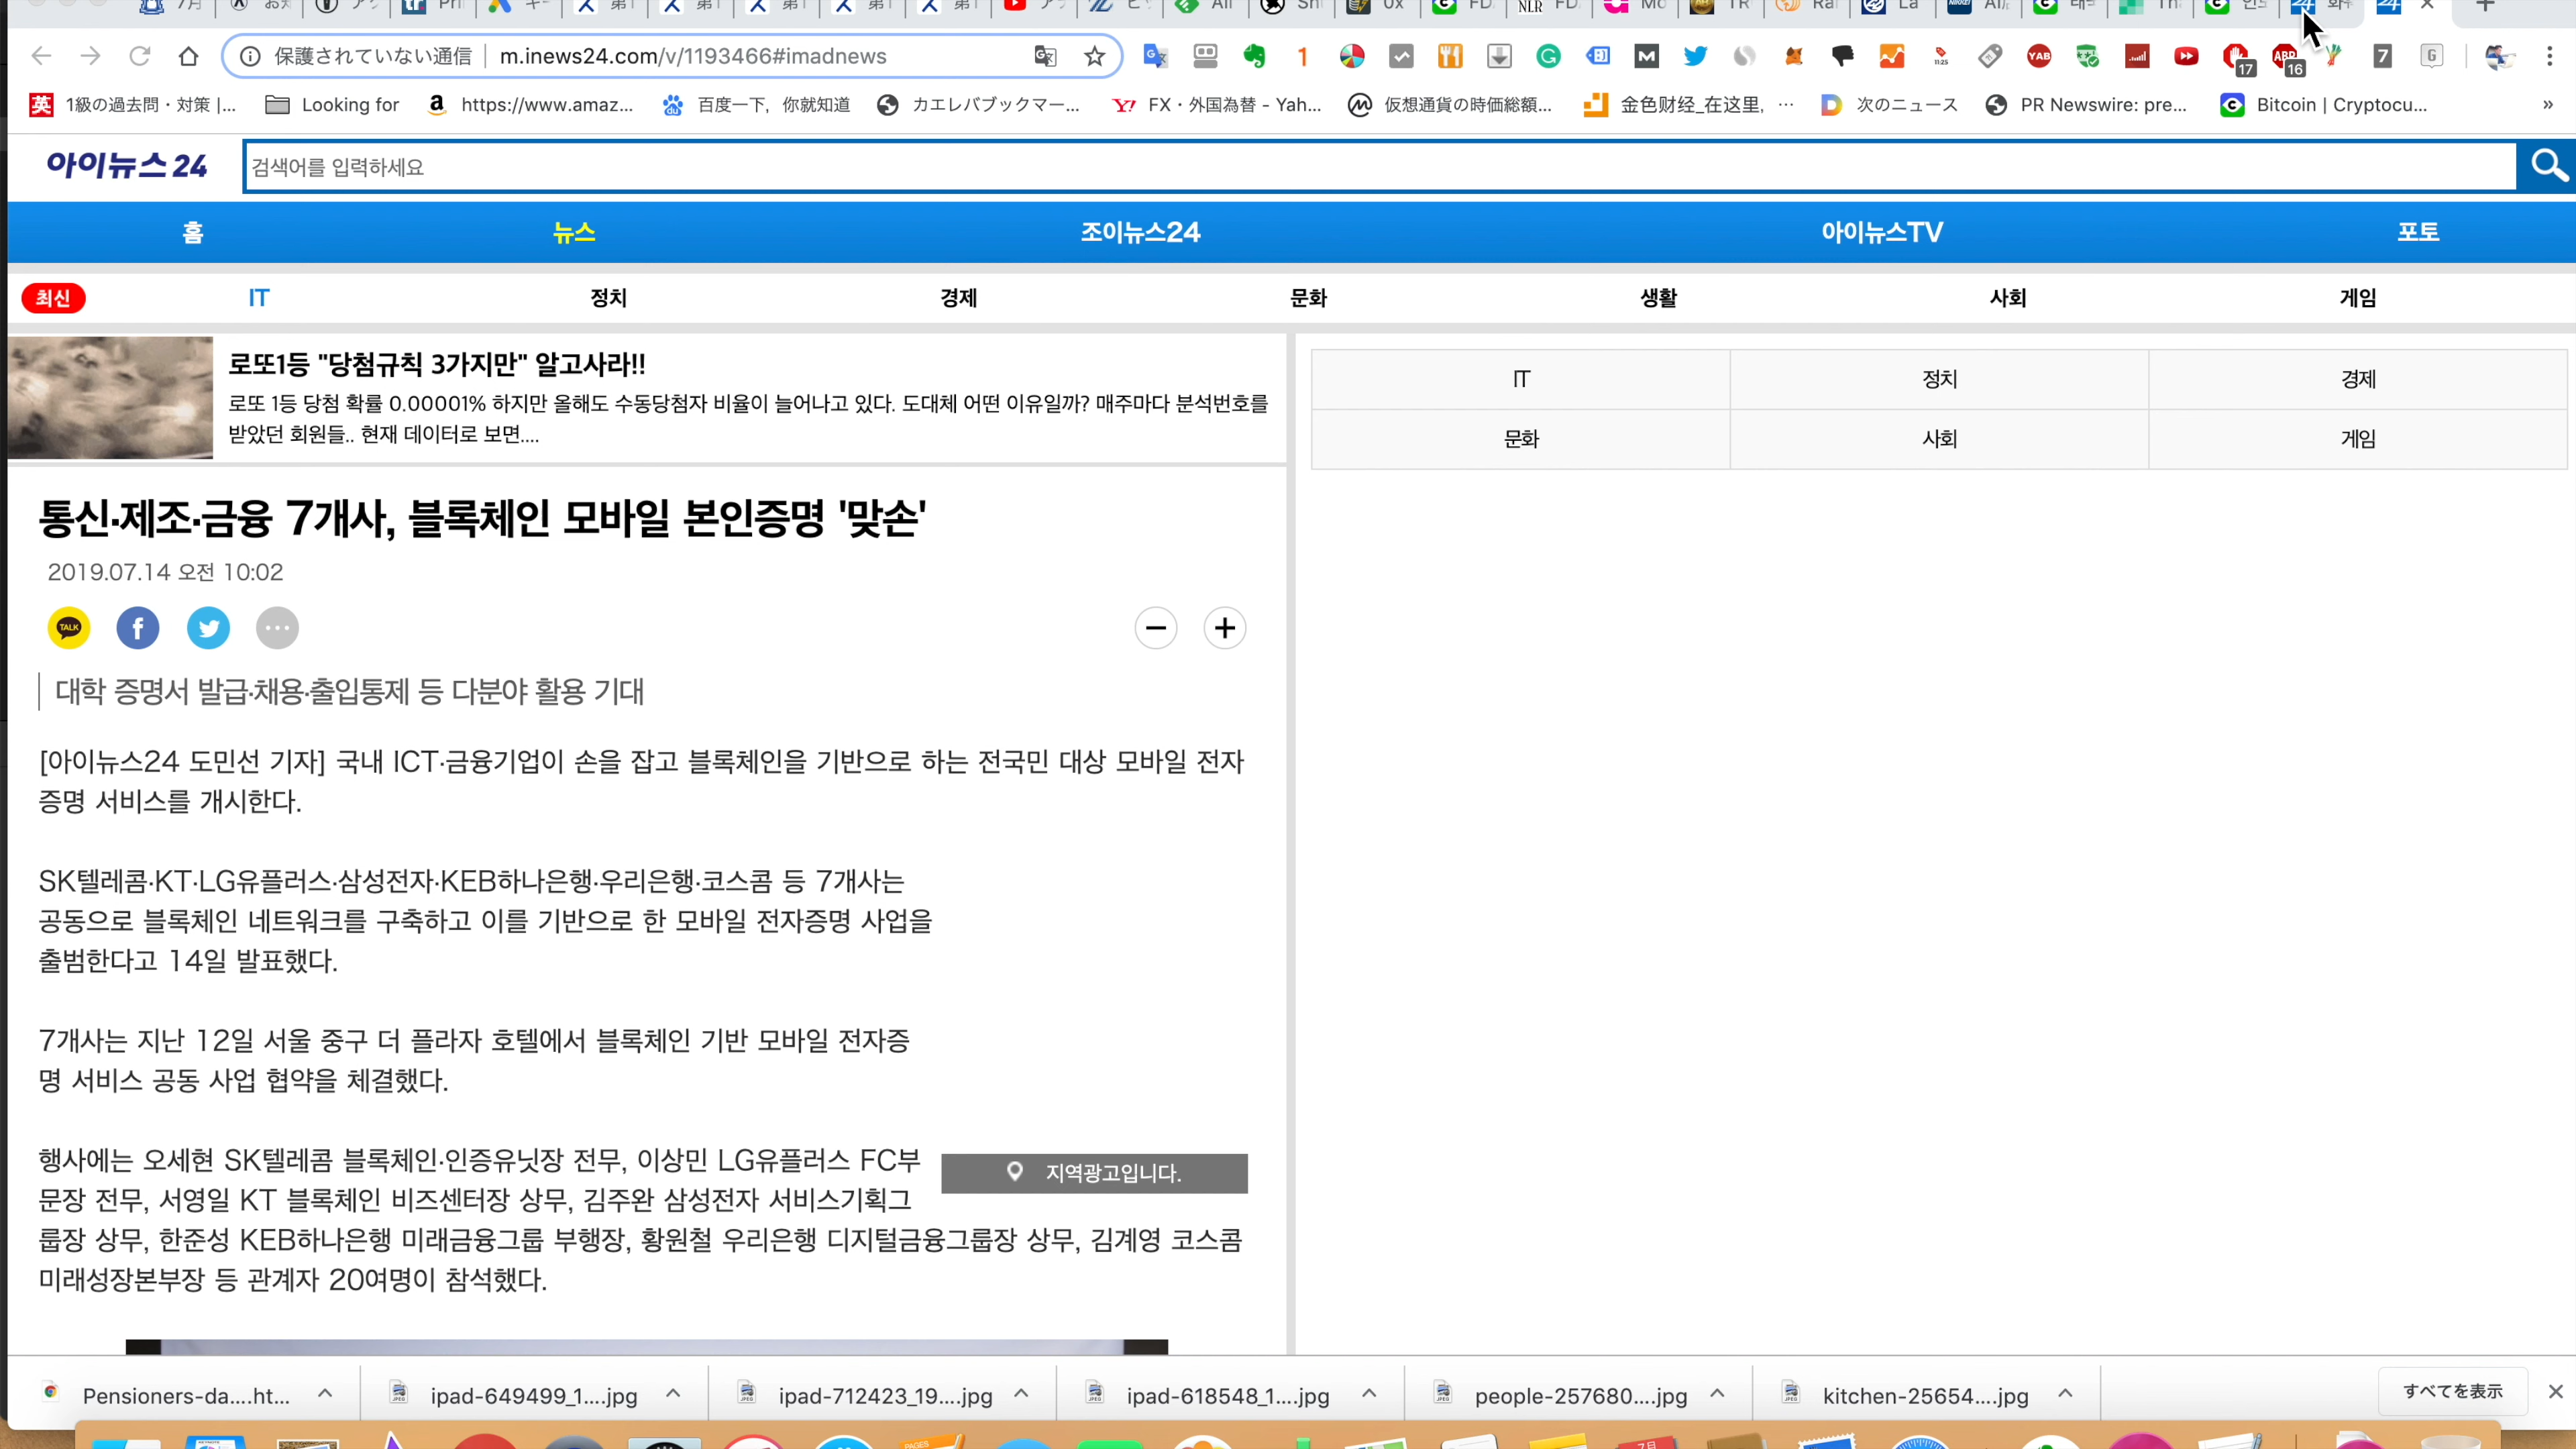 保護されていない通信 | m.inews24.com/v/1193466#imadnews
1
11:25
YAB
17
ABP
16
7
G
英 1級の過去問・対策 |...
Looking for
https://www.amaz...
百度一下，你就知道
カエレバブックマー...
Y! FX・外国為替 - Yah...
仮想通貨の時価総額...
金色财经_在这里, ...
次のニュース
PR Newswire: pre...
Bitcoin | Cryptocu...
»
아이뉴스24
검색어를 입력하세요
홈 뉴스 조이뉴스24 아이뉴스TV 포토
최신 IT 정치 경제 문화 생활 사회 게임
로또1등 "당첨규칙 3가지만" 알고사라!!
로또 1등 당첨 확률 0.00001% 하지만 올해도 수동당첨자 비율이 늘어나고 있다. 도대체 어떤 이유일까? 매주마다 분석번호를
받았던 회원들.. 현재 데이터로 보면....
IT 정치 경제
문화 사회 게임
통신·제조·금융 7개사, 블록체인 모바일 본인증명 '맞손'
2019.07.14 오전 10:02
TALK
대학 증명서 발급·채용·출입통제 등 다분야 활용 기대
[아이뉴스24 도민선 기자] 국내 ICT·금융기업이 손을 잡고 블록체인을 기반으로 하는 전국민 대상 모바일 전자
증명 서비스를 개시한다.
SK텔레콤·KT·LG유플러스·삼성전자·KEB하나은행·우리은행·코스콤 등 7개사는
공동으로 블록체인 네트워크를 구축하고 이를 기반으로 한 모바일 전자증명 사업을
출범한다고 14일 발표했다.
7개사는 지난 12일 서울 중구 더 플라자 호텔에서 블록체인 기반 모바일 전자증
명 서비스 공동 사업 협약을 체결했다.
행사에는 오세현 SK텔레콤 블록체인·인증유닛장 전무, 이상민 LG유플러스 FC부
문장 전무, 서영일 KT 블록체인 비즈센터장 상무, 김주완 삼성전자 서비스기획그
룹장 상무, 한준성 KEB하나은행 미래금융그룹 부행장, 황원철 우리은행 디지털금융그룹장 상무, 김계영 코스콤
미래성장본부장 등 관계자 20여명이 참석했다.
지역광고입니다.
Pensioners-da....ht...
ipad-649499_1....jpg
ipad-712423_19....jpg
ipad-618548_1....jpg
people-257680....jpg
kitchen-25654....jpg
すべてを表示
PAGES
7月